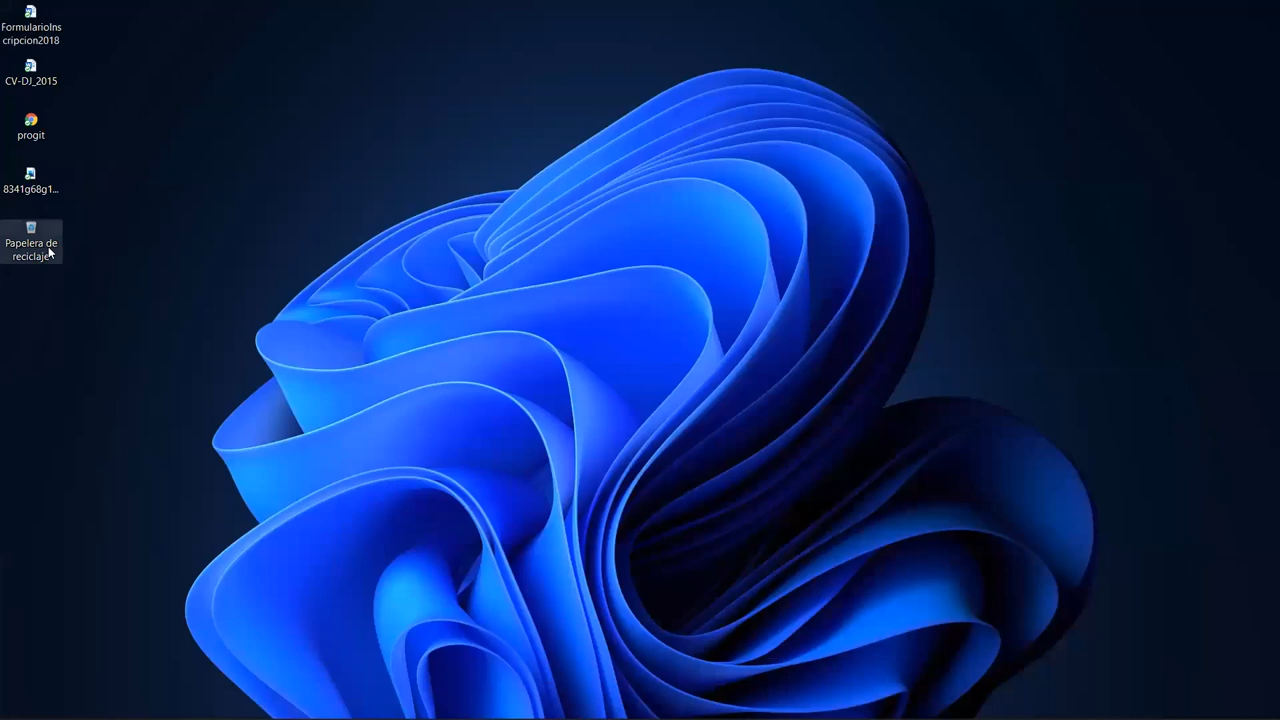 FormularioIns
cripcion2018
CV-DJ_2015
progit
8341g68g1...
Papelera de
reciclaje